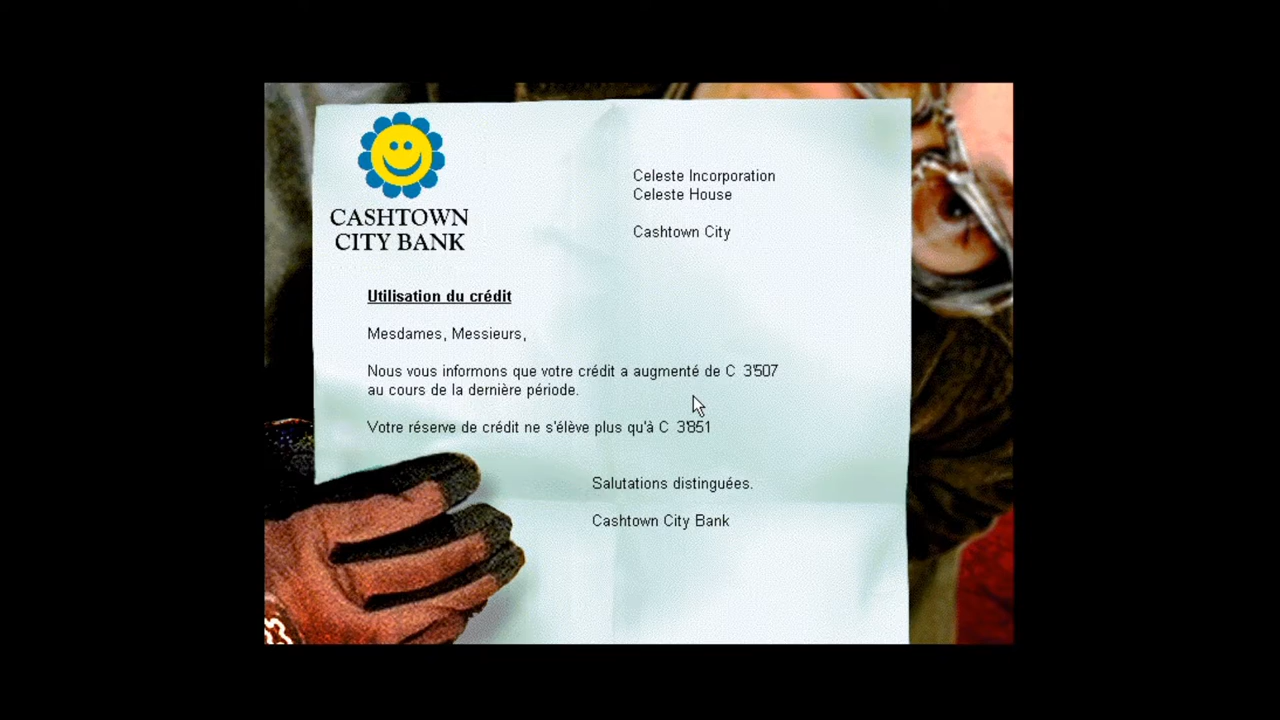 CASHTOWN
CITY BANK
Celeste Incorporation
Celeste House
Cashtown City
Utilisation du crédit
Mesdames, Messieurs,
Nous vous informons que votre crédit a augmenté de C 3'507
au cours de la dernière période.
Votre réserve de crédit ne s'élève plus qu'à C 3'851
Salutations distinguées.
Cashtown City Bank